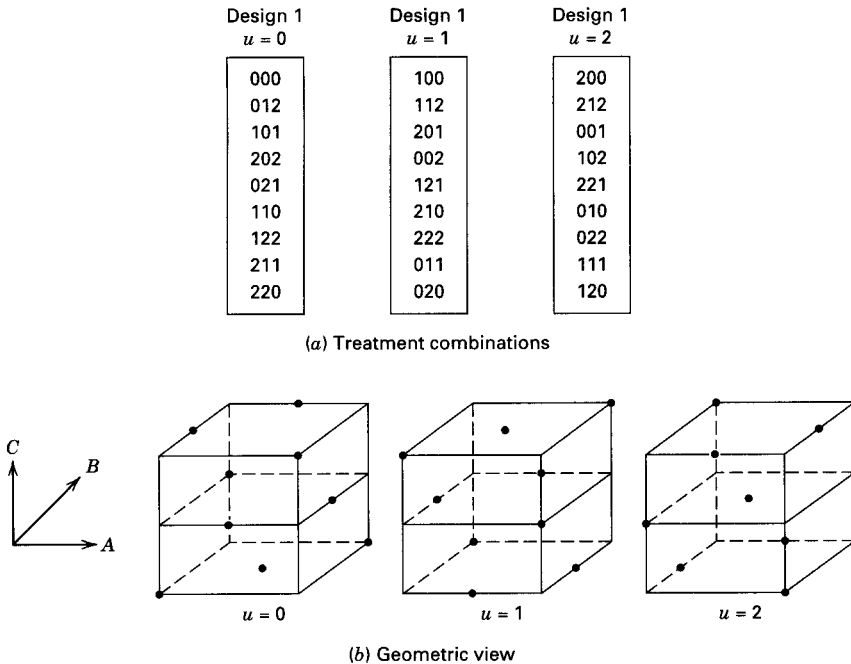 Design 1 Design 1 Design 1
u = 0 u = 1 u = 2
000 100 200
012 112 212
101 201 001
202 002 102
021 121 221
110 210 010
122 222 022
211 011 111
220 020 120
(a) Treatment combinations
C
B
A
u = 0 u = 1 u = 2
(b) Geometric view